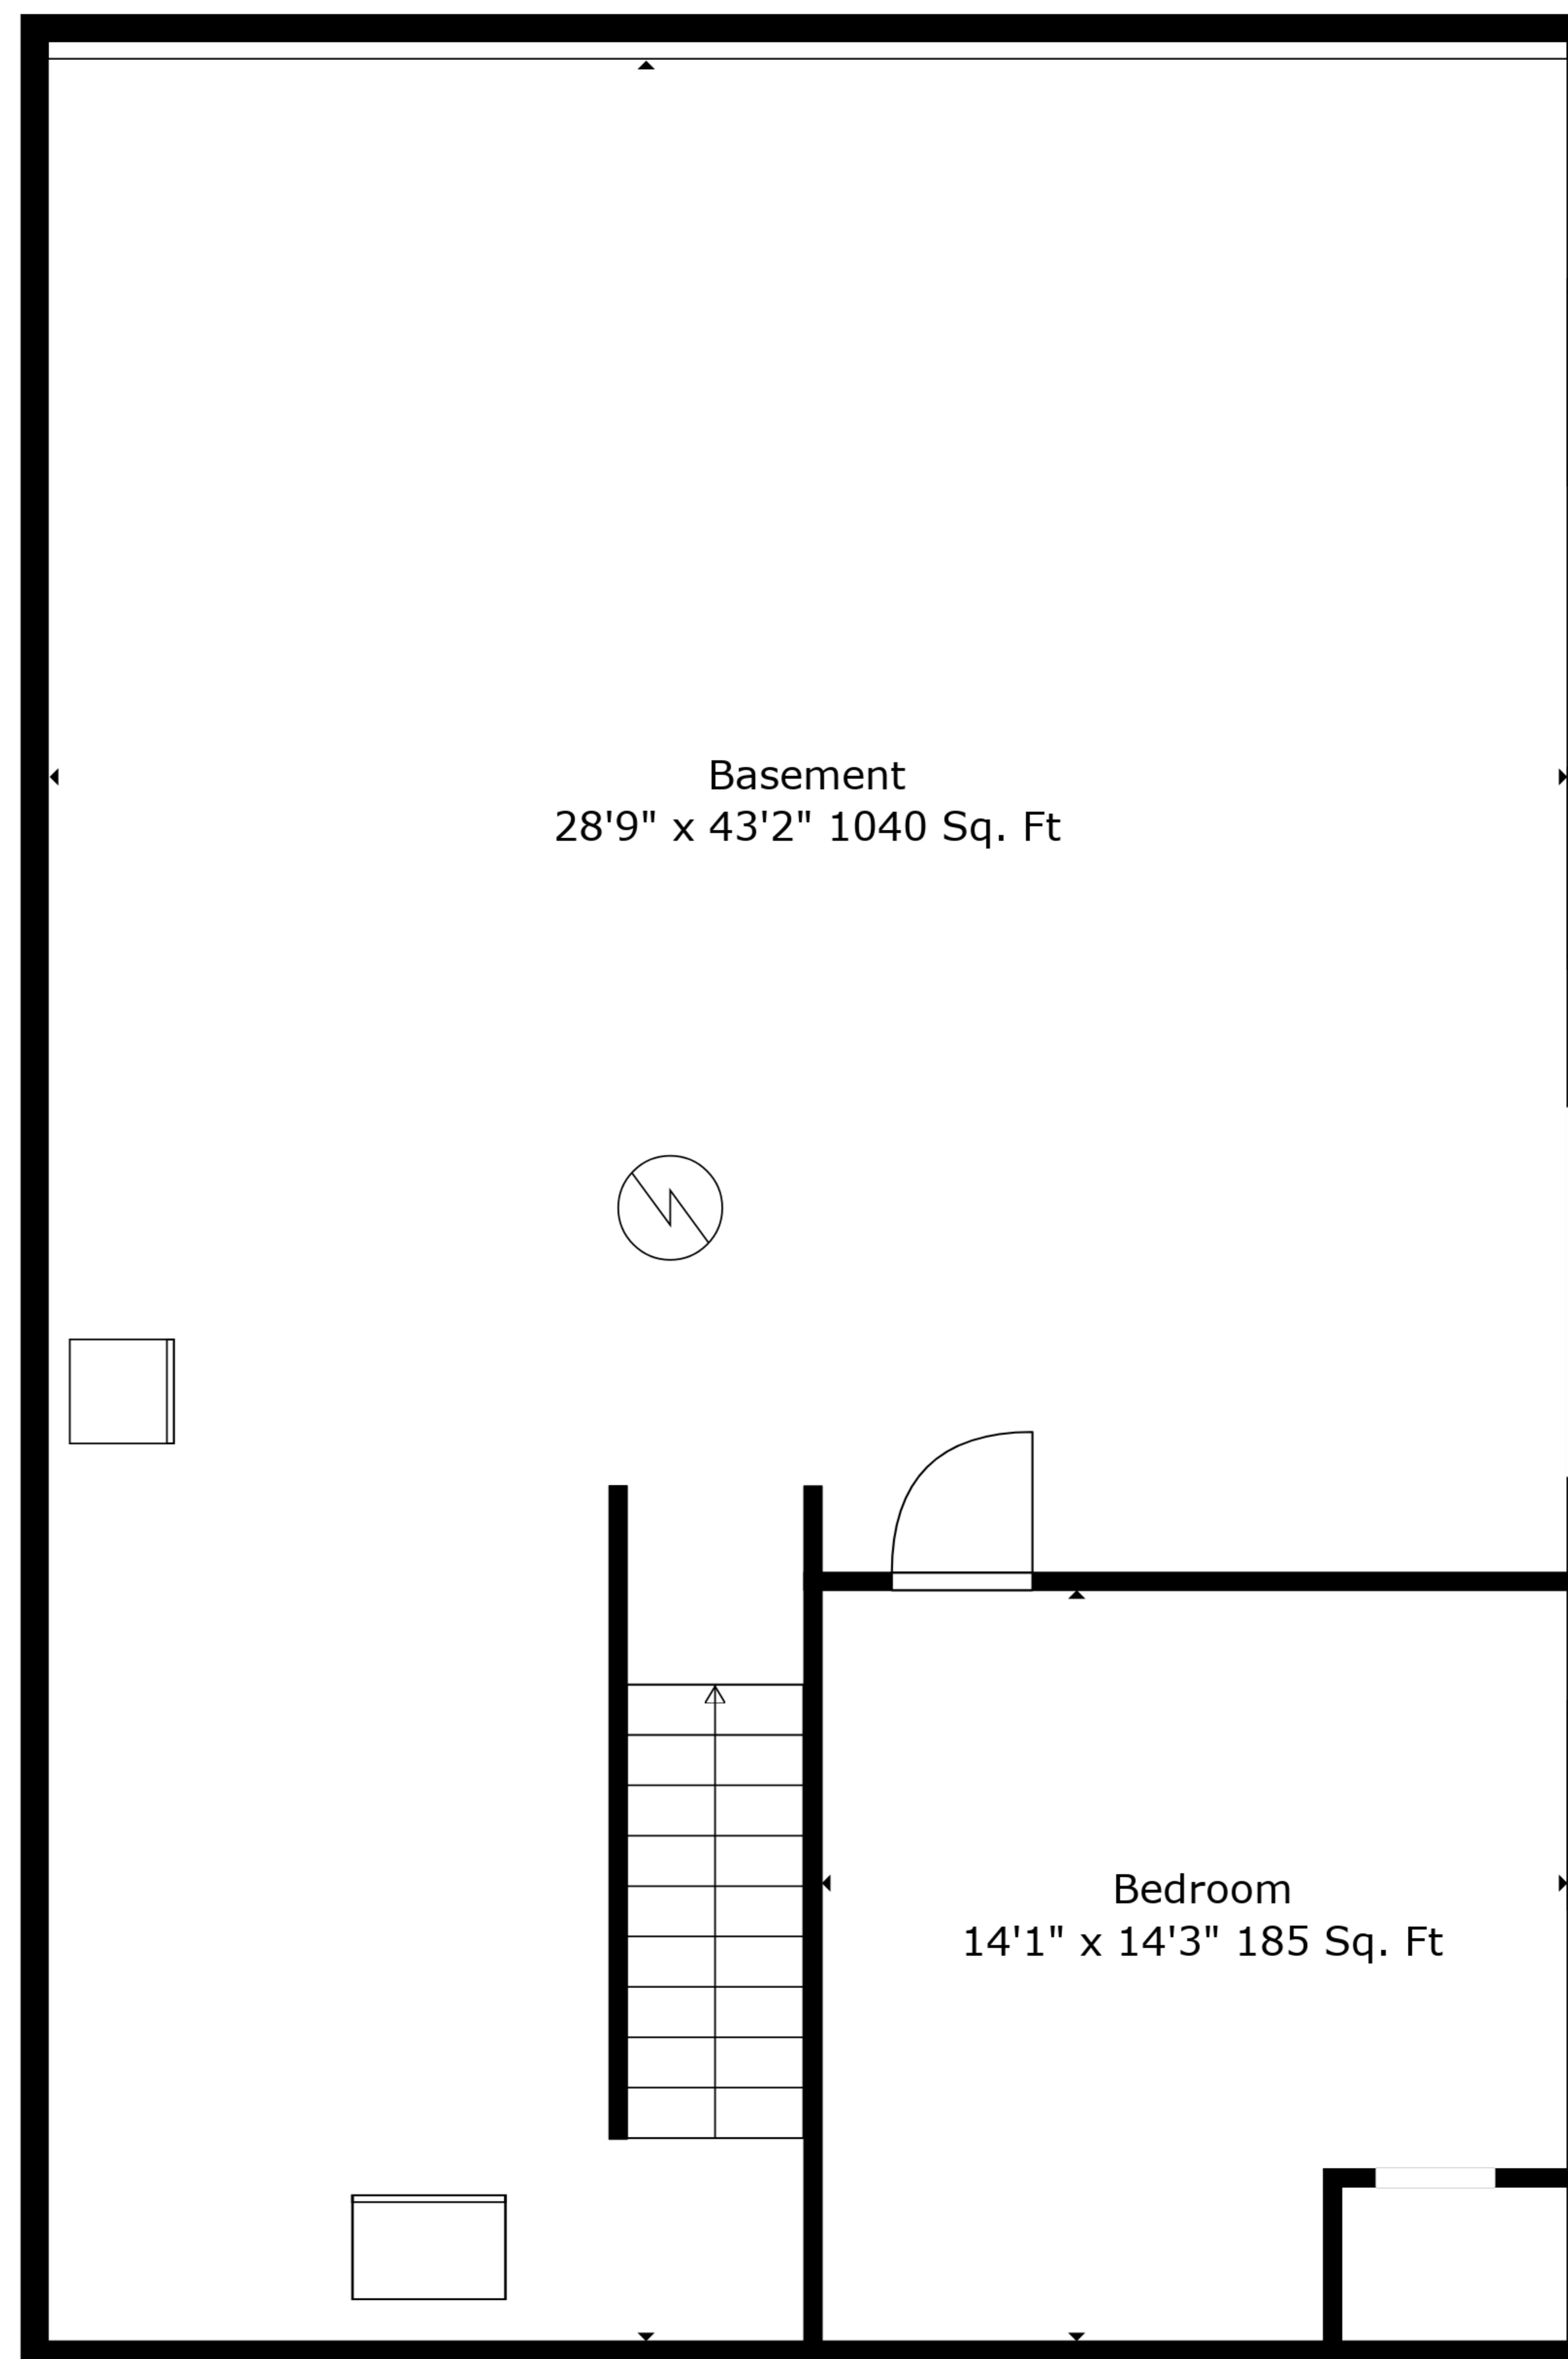 Basement
28'9" x 43'2" 1040 Sq. Ft
Bedroom
14'1" x 14'3" 185 Sq. Ft